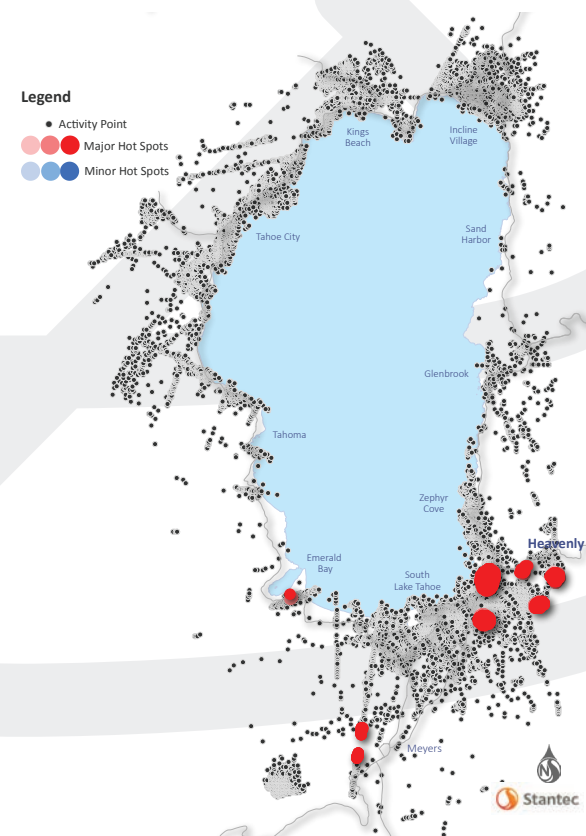 Legend
Activity Point
Major Hot Spots
Minor Hot Spots
Kings
Beach
Incline
Village
Sand
Harbor
Tahoe City
Glenbrook
Tahoma
Zephyr
Cove
Heavenly
Emerald
Bay
South
Lake Tahoe
Meyers
N
Stantec